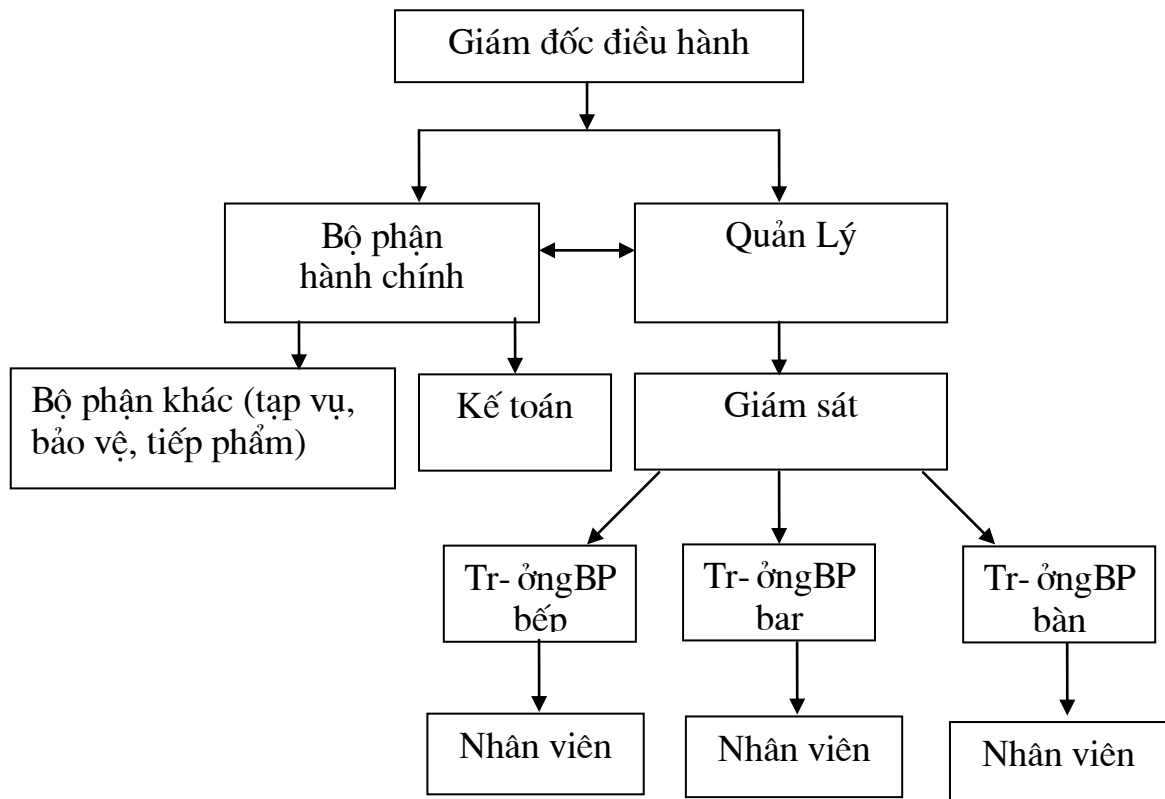 Giám đốc điều hành
Bộ phận
hành chính
Quản Lý
Bộ phận khác (tạp vụ,
bảo vệ, tiếp phẩm)
Kế toán
Giám sát
Tr- ởngBP
bếp
Tr- ởngBP
bar
Tr- ởngBP
bàn
Nhân viên
Nhân viên
Nhân viên